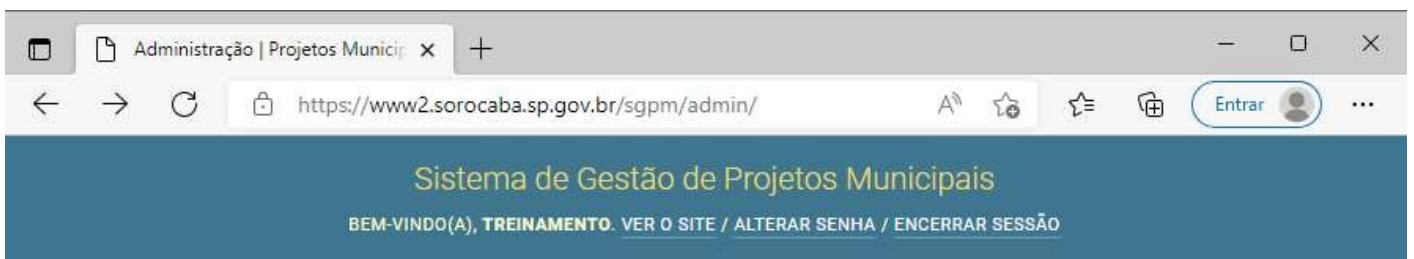 Administração | Projetos Municip
https://www2.sorocaba.sp.gov.br/sgpm/admin/ A Entrar
Sistema de Gestão de Projetos Municipais
BEM-VINDO(A), TREINAMENTO. VER O SITE / ALTERAR SENHA / ENCERRAR SESSÃO